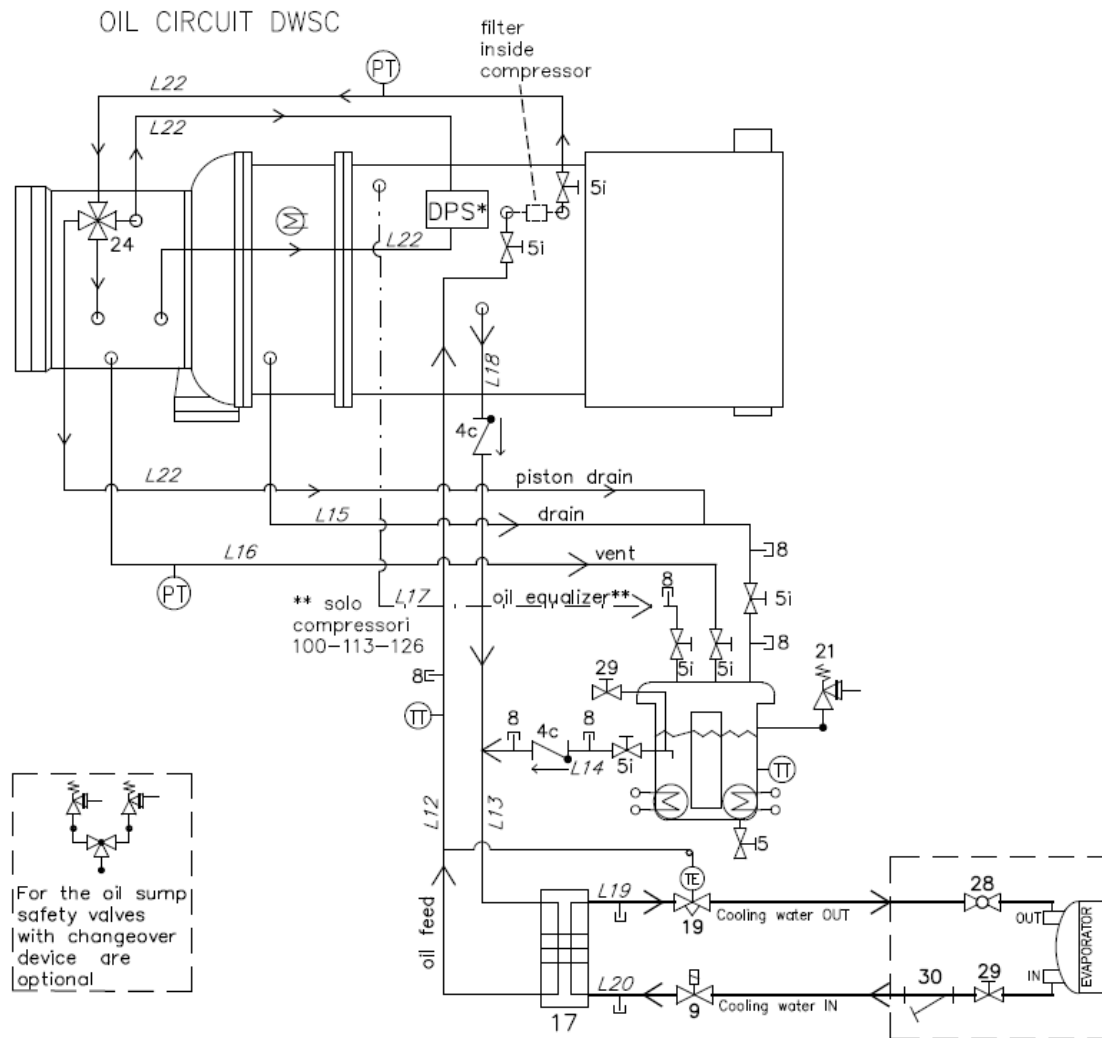 OIL CIRCUIT DWSC
filter
inside
compressor
PT
L22
L22
5i
DPS*
24
L22
5i
L18
4c
L22
piston drain
L15
drain
L16
vent
8
PT
5i
8
L17
oil equalizer**
** solo
compressori
100-113-126
8
5i
5i
21
29
8
TT
8
4c
8
5i
L14
TT
L12
L13
5
For the oil sump
safety valves
with changeover
device are
optional
oil feed
TE
L19
19
Cooling water OUT
28
OUT
EVAPORATOR
IN
L20
9
Cooling water IN
30
29
17